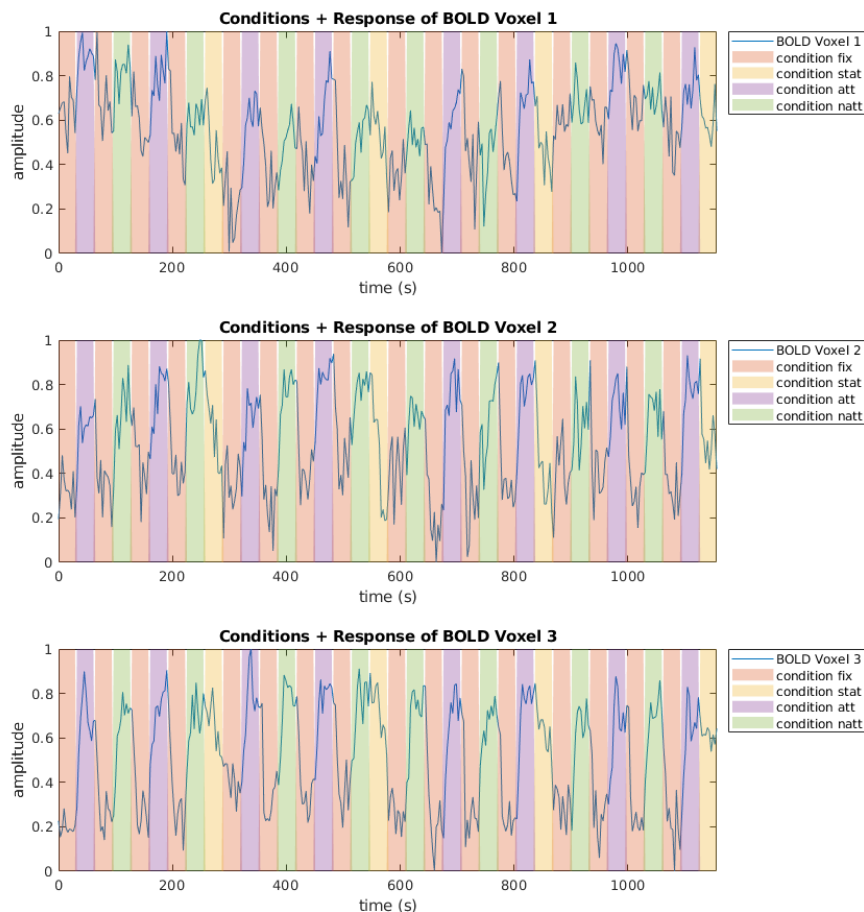 Conditions + Response of BOLD Voxel 1
1
0.8
0.6
0.4
0.2
0
amplitude
0 200 400 600 800 1000
time (s)
BOLD Voxel 1
condition fix
condition stat
condition att
condition natt
Conditions + Response of BOLD Voxel 2
1
0.8
0.6
0.4
0.2
0
amplitude
0 200 400 600 800 1000
time (s)
BOLD Voxel 2
condition fix
condition stat
condition att
condition natt
Conditions + Response of BOLD Voxel 3
1
0.8
0.6
0.4
0.2
0
amplitude
0 200 400 600 800 1000
time (s)
BOLD Voxel 3
condition fix
condition stat
condition att
condition natt